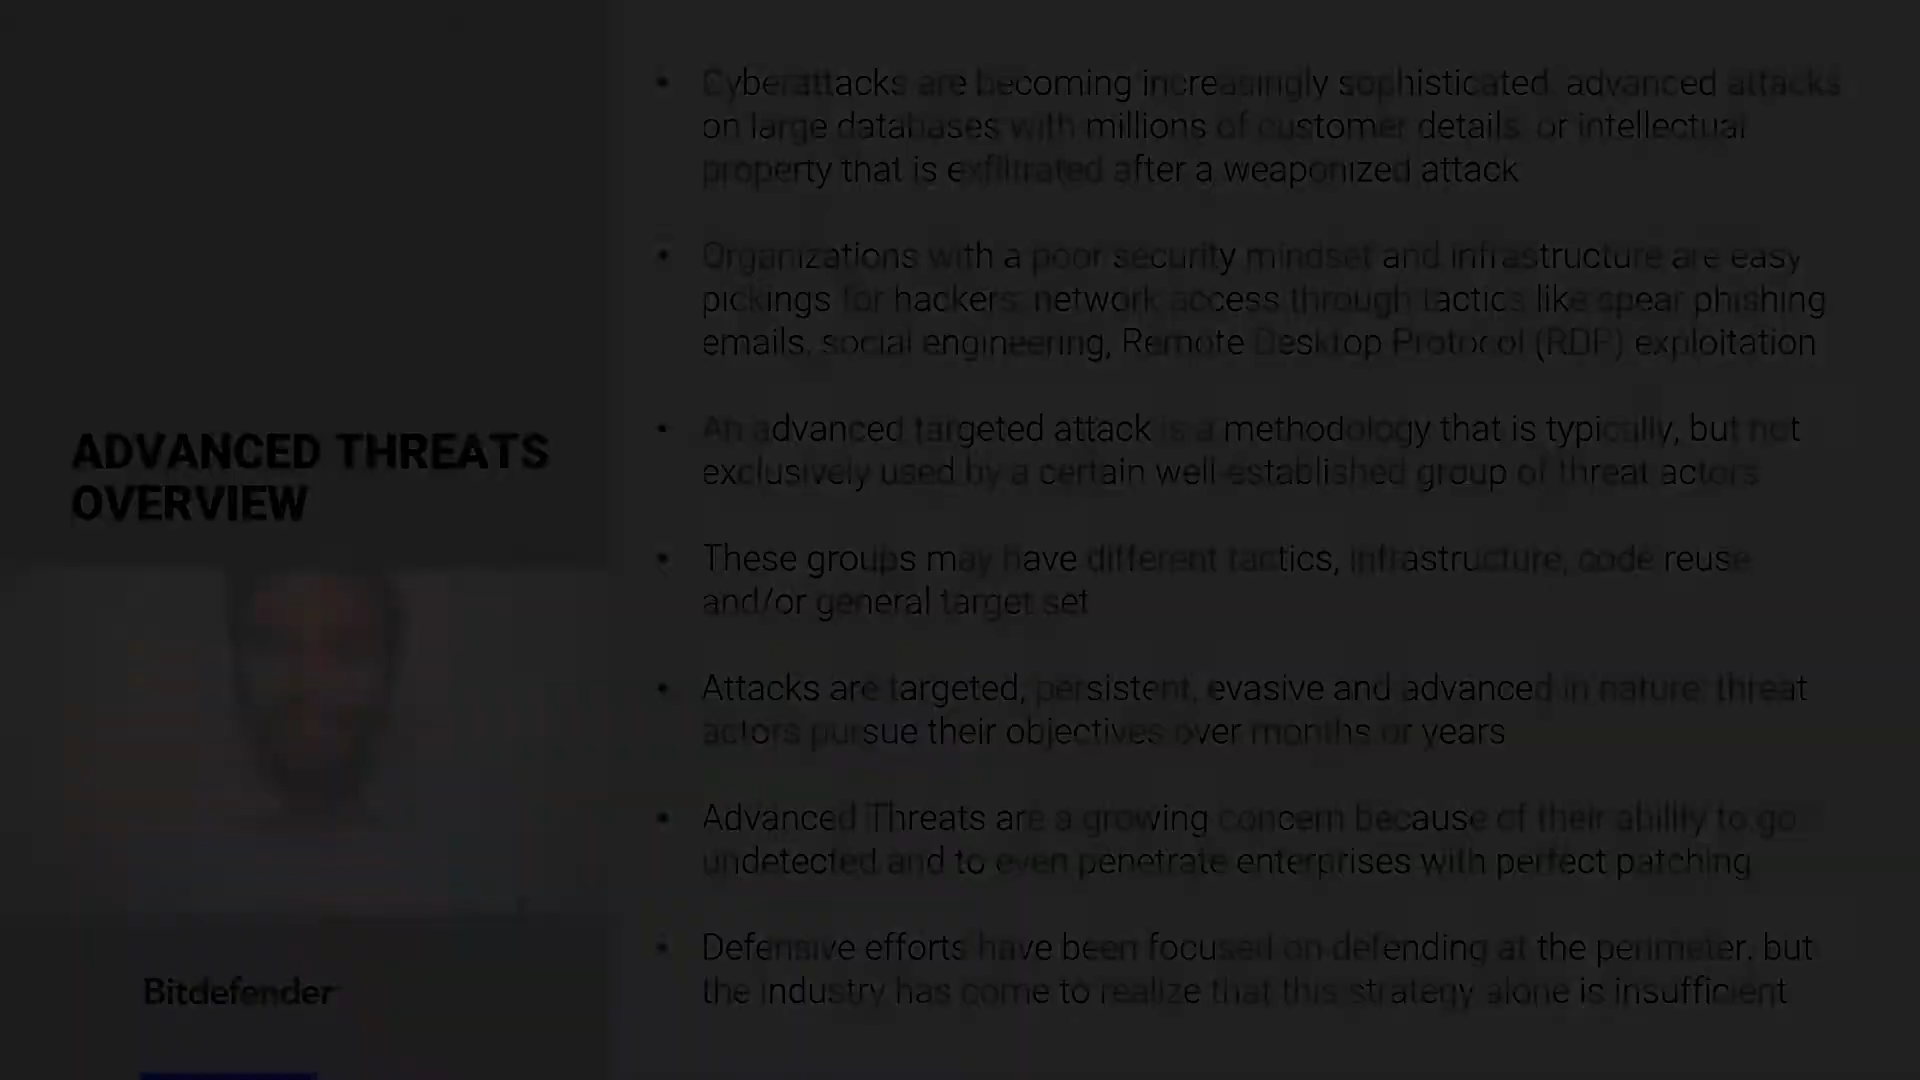 ADVANCED THREATS
OVERVIEW
Bitdefender
• Cyberattacks are becoming increasingly sophisticated, advanced attacks
on large databases with millions of customer details, or intellectual
property that is exfiltrated after a weaponized attack
• Organizations with a poor security mindset and infrastructure are easy
pickings for hackers: network access through tactics like spear phishing
emails, social engineering, Remote Desktop Protocol (RDP) exploitation
• An advanced targeted attack is a methodology that is typically, but not
exclusively used by a certain well-established group of threat actors
• These groups may have different tactics, infrastructure, code reuse
and/or general target set
• Attacks are targeted, persistent, evasive and advanced in nature: threat
actors pursue their objectives over months or years
• Advanced Threats are a growing concern because of their ability to go
undetected and to even penetrate enterprises with perfect patching
• Defensive efforts have been focused on defending at the perimeter, but
the industry has come to realize that this strategy alone is insufficient